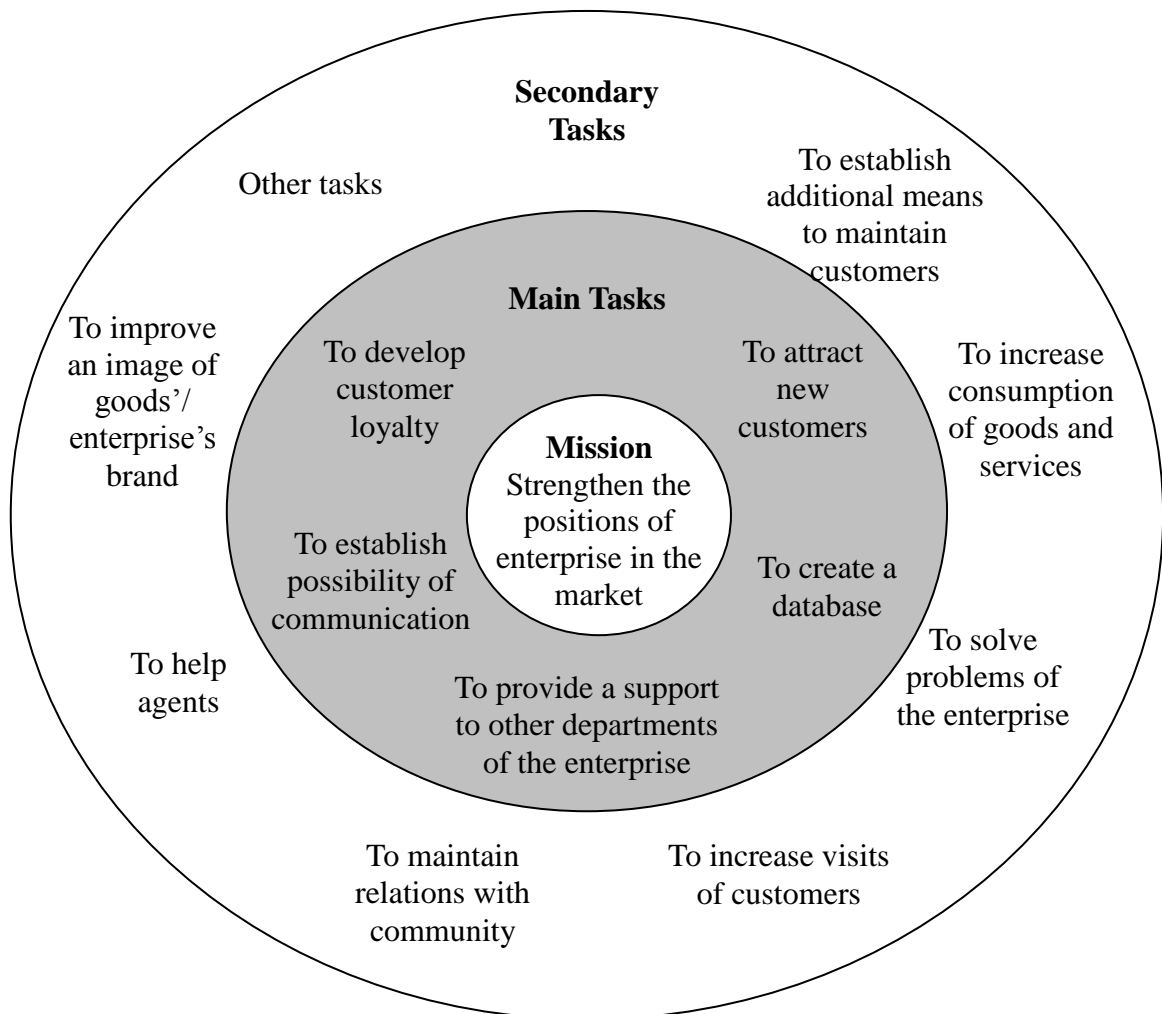 Secondary
Tasks
Other tasks
To establish
additional means
to maintain
customers
To improve
an image of
goods’/
enterprise’s
brand
Main Tasks
To develop
customer
loyalty
To attract
new
customers
To increase
consumption
of goods and
services
Mission
Strengthen the
positions of
enterprise in the
market
To establish
possibility of
communication
To create a
database
To help
agents
To provide a support
to other departments
of the enterprise
To solve
problems of
the enterprise
To maintain
relations with
community
To increase visits
of customers